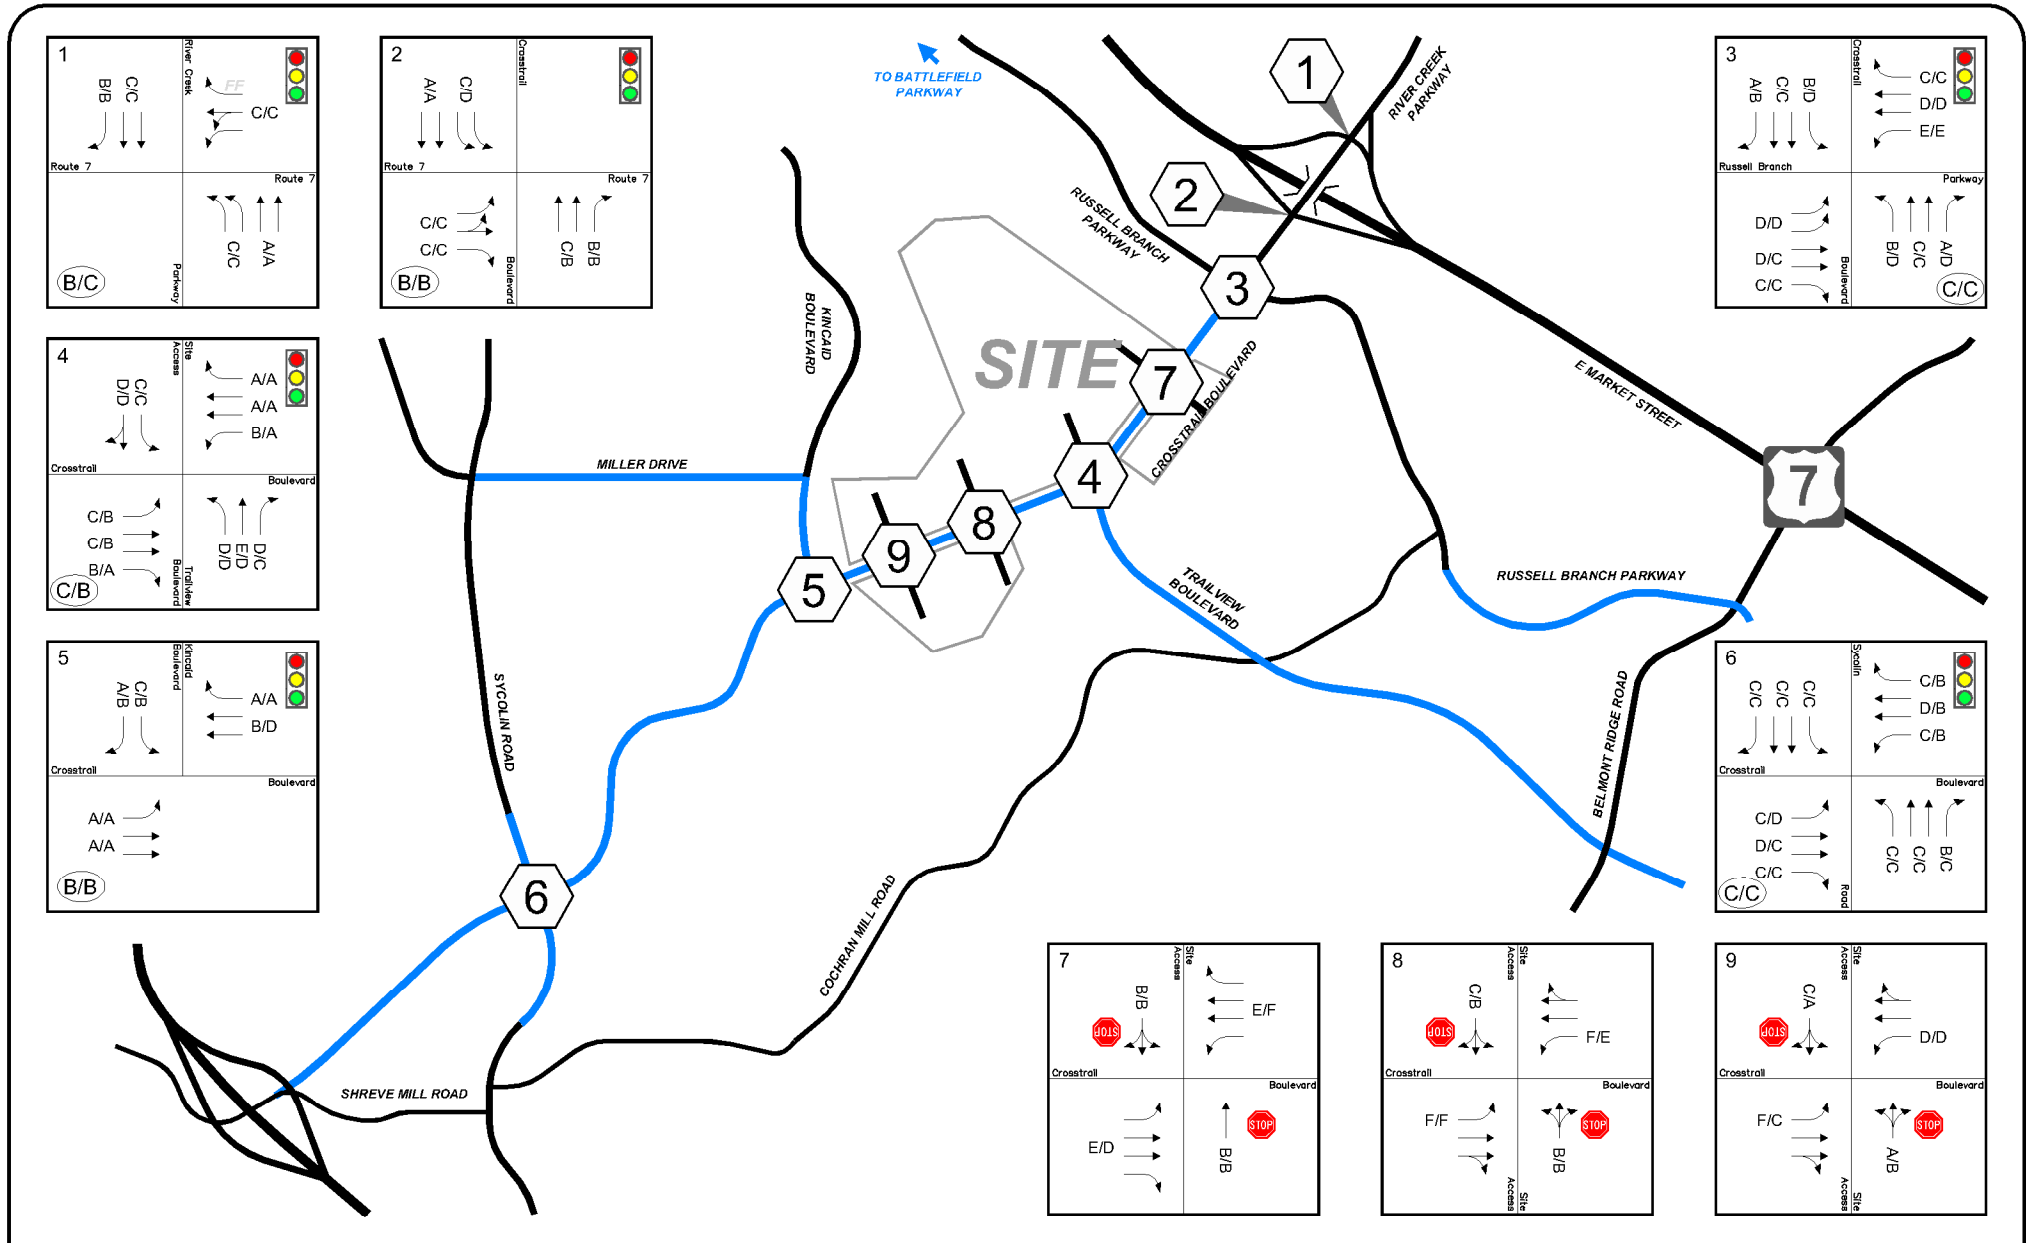 1
River Creek
FF
B/B
C/C
C/C
Route 7
Route 7
C/C
A/A
Parkway
B/C
2
Crosstrail
A/A
C/D
Route 7
Route 7
C/C
C/C
C/B
B/B
Boulevard
B/B
TO BATTLEFIELD
PARKWAY
1
RIVER CREEK
PARKWAY
2
RUSSELL BRANCH
PARKWAY
3
3
Crosstrail
A/B
C/C
B/D
C/C
D/D
E/E
Russell Branch
Parkway
D/D
D/C
C/C
B/D
C/C
A/D
Boulevard
C/C
KINCAID
BOULEVARD
SITE
7
CROSSTRAIL BOULEVARD
E MARKET STREET
7
4
Site
Access
D/D
C/C
A/A
A/A
B/A
Crosstrail
Boulevard
C/B
C/B
B/A
D/D
E/D
D/C
Trailview
Boulevard
C/B
MILLER DRIVE
4
8
9
5
TRAILVIEW
BOULEVARD
RUSSELL BRANCH PARKWAY
5
Kincaid
Boulevard
A/B
C/B
A/A
B/D
Crosstrail
Boulevard
A/A
A/A
B/B
SYCOLIN ROAD
BELMONT RIDGE ROAD
6
Sycolin
C/C
C/C
C/C
C/B
D/B
C/B
Crosstrail
Boulevard
C/D
D/C
C/C
C/C
C/C
B/C
Road
C/C
6
COCHRAN MILL ROAD
SHREVE MILL ROAD
7
Site
Access
B/B
STOP
E/F
Crosstrail
Boulevard
E/D
B/B
STOP
8
Site
Access
C/B
STOP
F/E
Crosstrail
Boulevard
F/F
B/B
STOP
Site
Access
9
Site
Access
C/A
STOP
D/D
Crosstrail
Boulevard
F/C
A/B
STOP
Site
Access